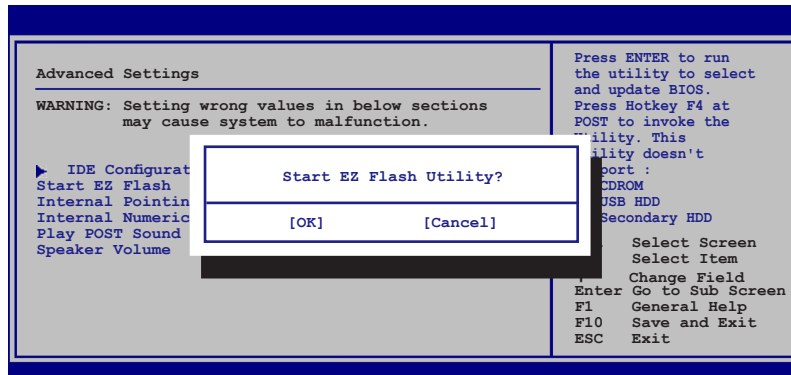 Advanced Settings
WARNING: Setting wrong values in below sections
may cause system to malfunction.
IDE Configurat
Start EZ Flash
Internal Pointin
Internal Numeric
Play POST Sound
Speaker Volume
Start EZ Flash Utility?
[OK] [Cancel]
Press ENTER to run
the utility to select
and update BIOS.
Press Hotkey F4 at
POST to invoke the
ility. This
ility doesn't
port :
CDROM
USB HDD
Secondary HDD
Select Screen
Select Item
Change Field
Enter Go to Sub Screen
F1 General Help
F10 Save and Exit
ESC Exit